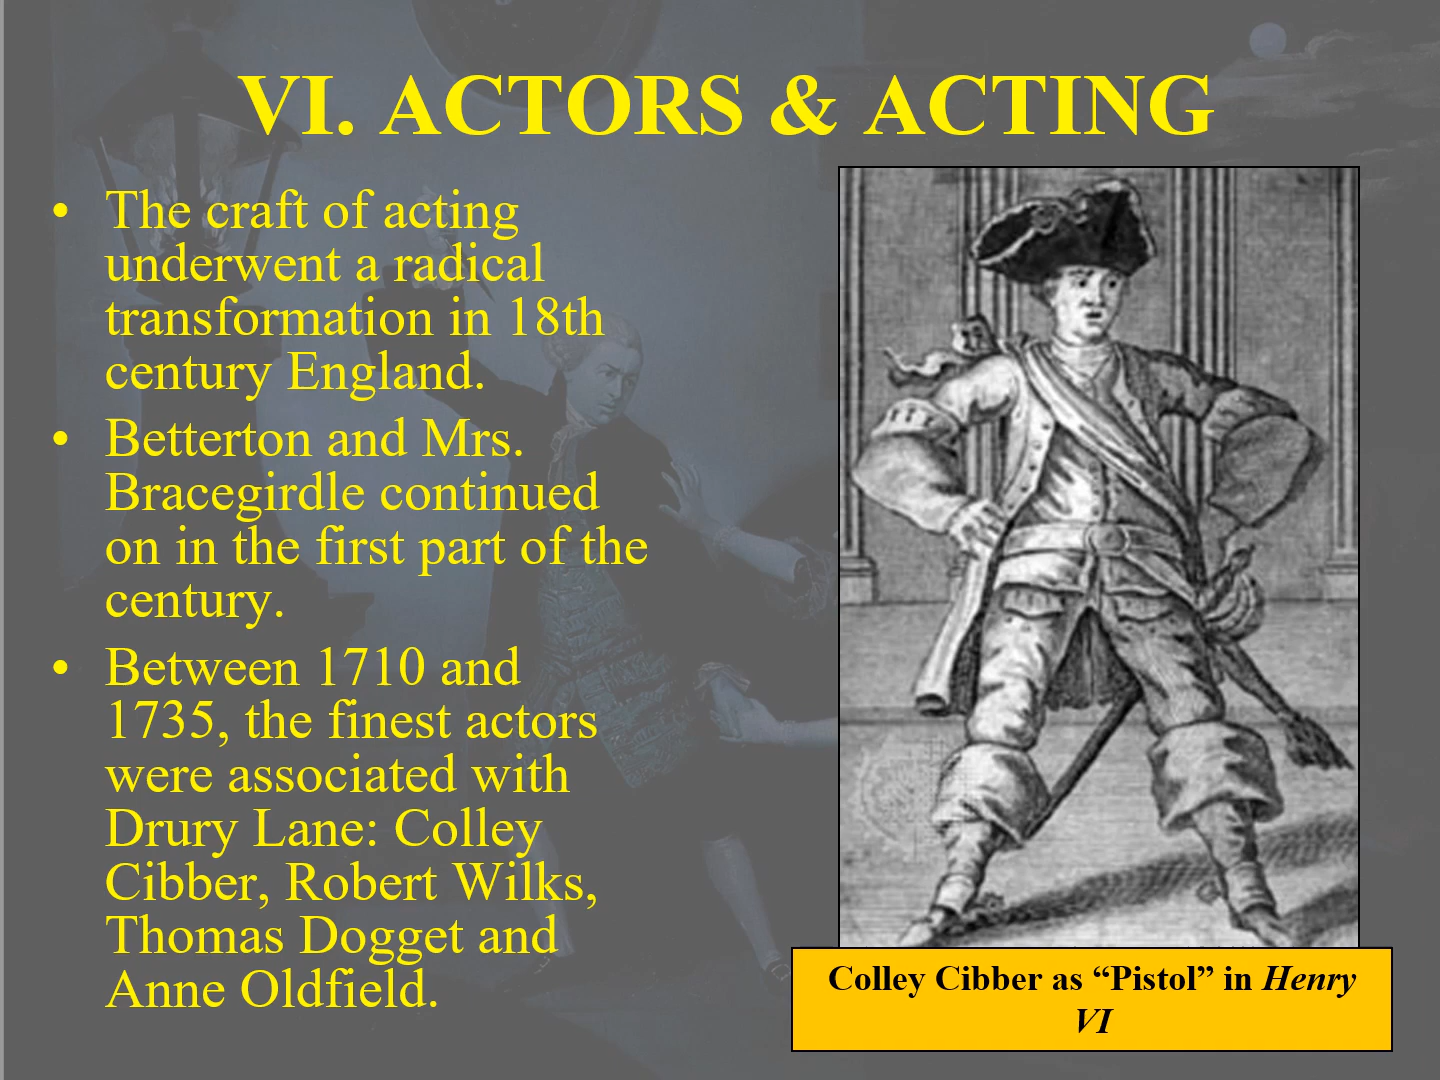 VI. ACTORS & ACTING
• The craft of acting
underwent a radical
transformation in 18th
century England.
• Betterton and Mrs.
Bracegirdle continued
on in the first part of the
century.
• Between 1710 and
1735, the finest actors
were associated with
Drury Lane: Colley
Cibber, Robert Wilks,
Thomas Dogget and
Anne Oldfield.
Colley Cibber as “Pistol” in Henry
VI